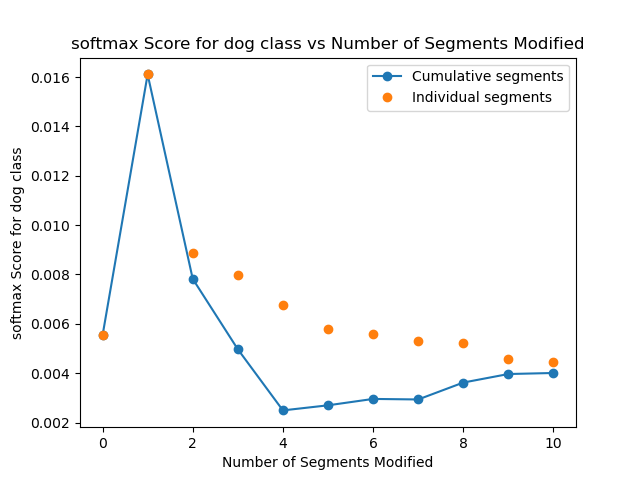 softmax Score for dog class vs Number of Segments Modified
Cumulative segments
Individual segments
softmax Score for dog class
0.016
0.014
0.012
0.010
0.008
0.006
0.004
0.002
0 2 4 6 8 10
Number of Segments Modified